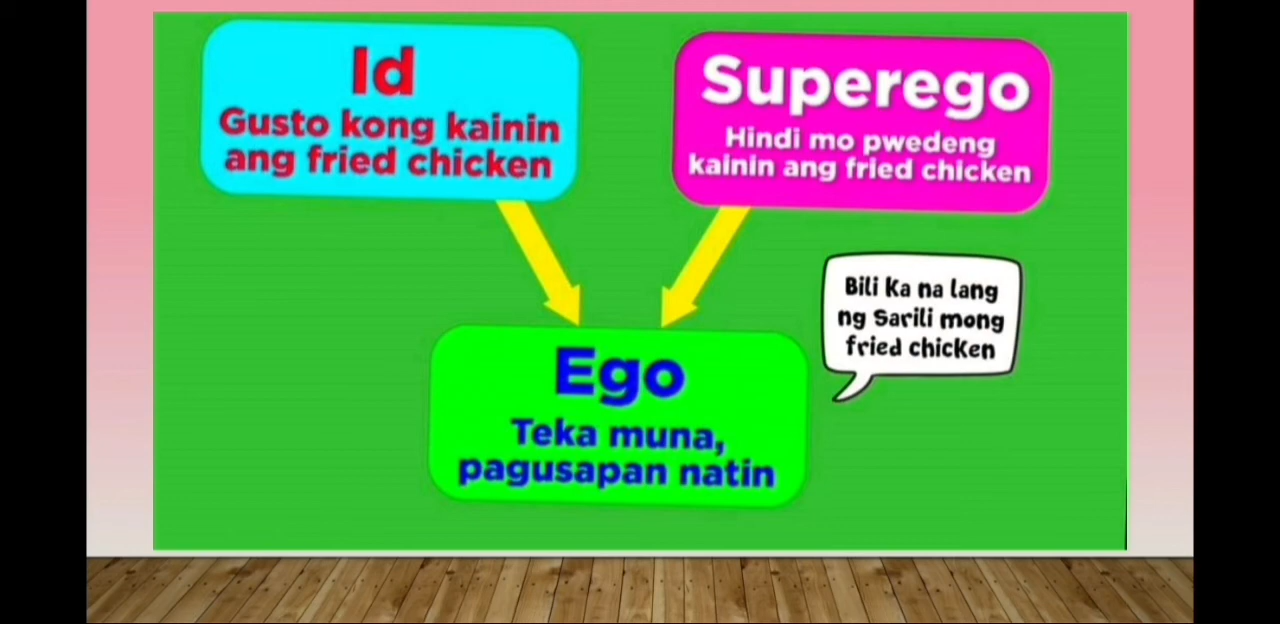 Id
Gusto kong kainin
ang fried chicken
Superego
Hindi mo pwedeng
kainin ang fried chicken
Bili ka na lang
ng Sarili mong
fried chicken
Ego
Teka muna,
pagusapan natin